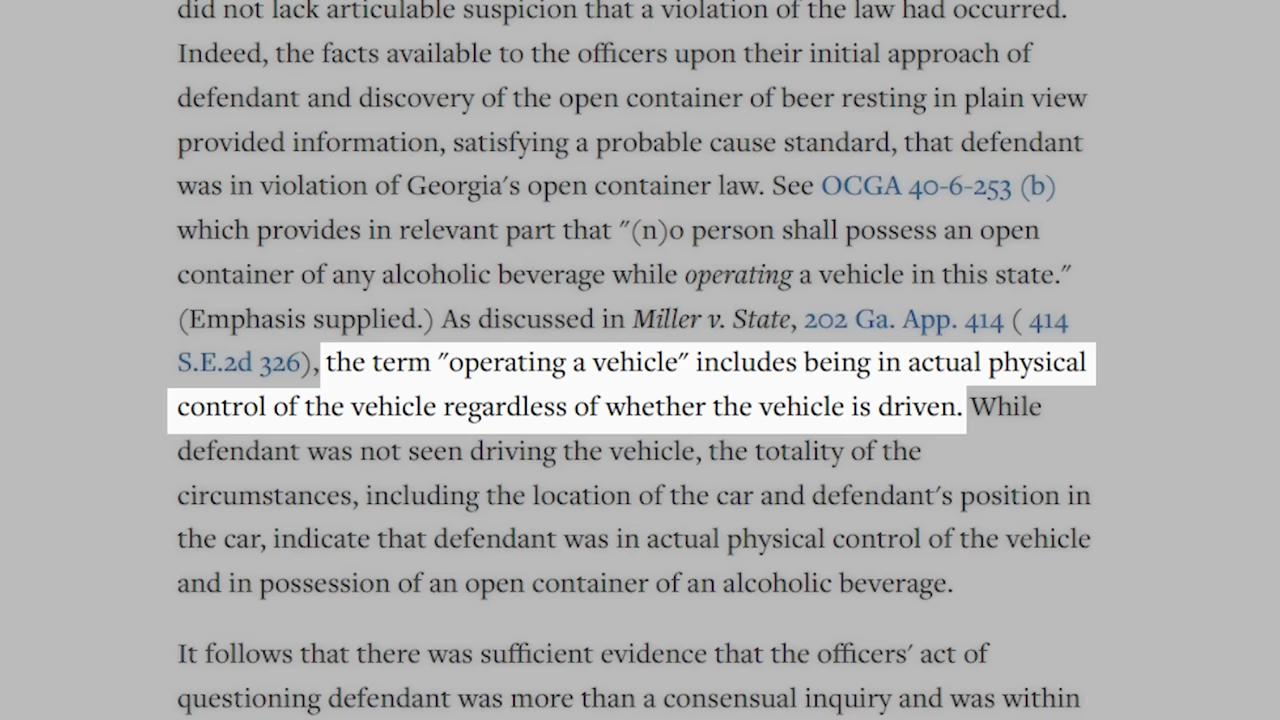 did not lack articulable suspicion that a violation of the law had occurred.
Indeed, the facts available to the officers upon their initial approach of
defendant and discovery of the open container of beer resting in plain view
provided information, satisfying a probable cause standard, that defendant
was in violation of Georgia's open container law. See OCGA 40-6-253 (b)
which provides in relevant part that "(n)o person shall possess an open
container of any alcoholic beverage while operating a vehicle in this state."
(Emphasis supplied.) As discussed in Miller v. State, 202 Ga. App. 414 ( 414
S.E.2d 326), the term "operating a vehicle" includes being in actual physical
control of the vehicle regardless of whether the vehicle is driven. While
defendant was not seen driving the vehicle, the totality of the
circumstances, including the location of the car and defendant's position in
the car, indicate that defendant was in actual physical control of the vehicle
and in possession of an open container of an alcoholic beverage.
It follows that there was sufficient evidence that the officers' act of
questioning defendant was more than a consensual inquiry and was within